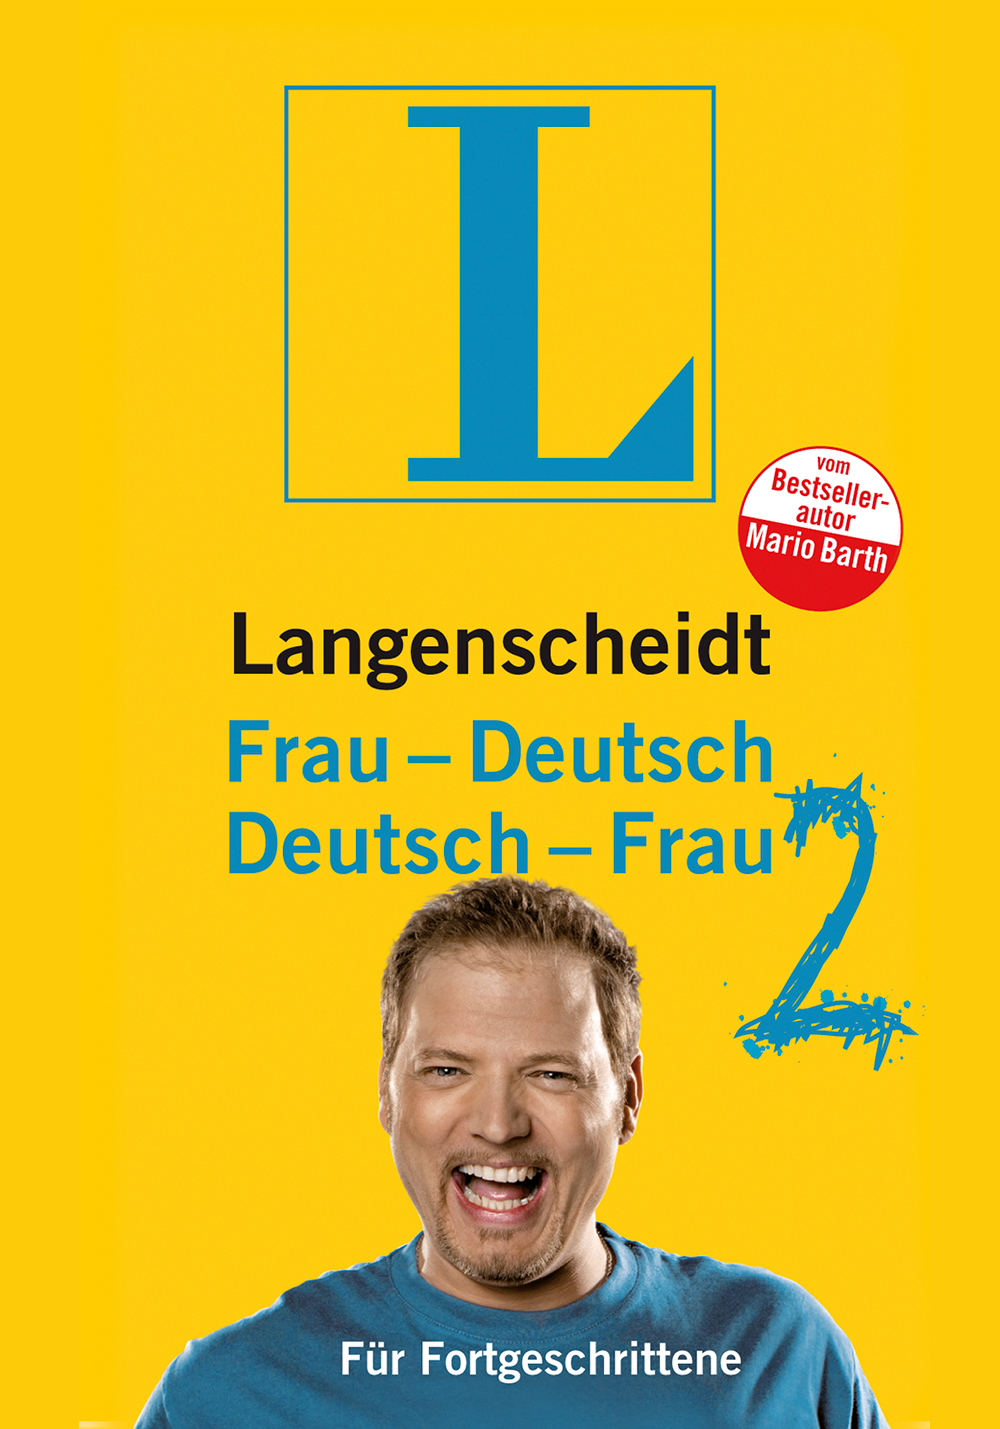 L
vom
Bestseller-
autor
Mario Barth
Langenscheidt
Frau – Deutsch
Deutsch – Frau
2
Für Fortgeschrittene